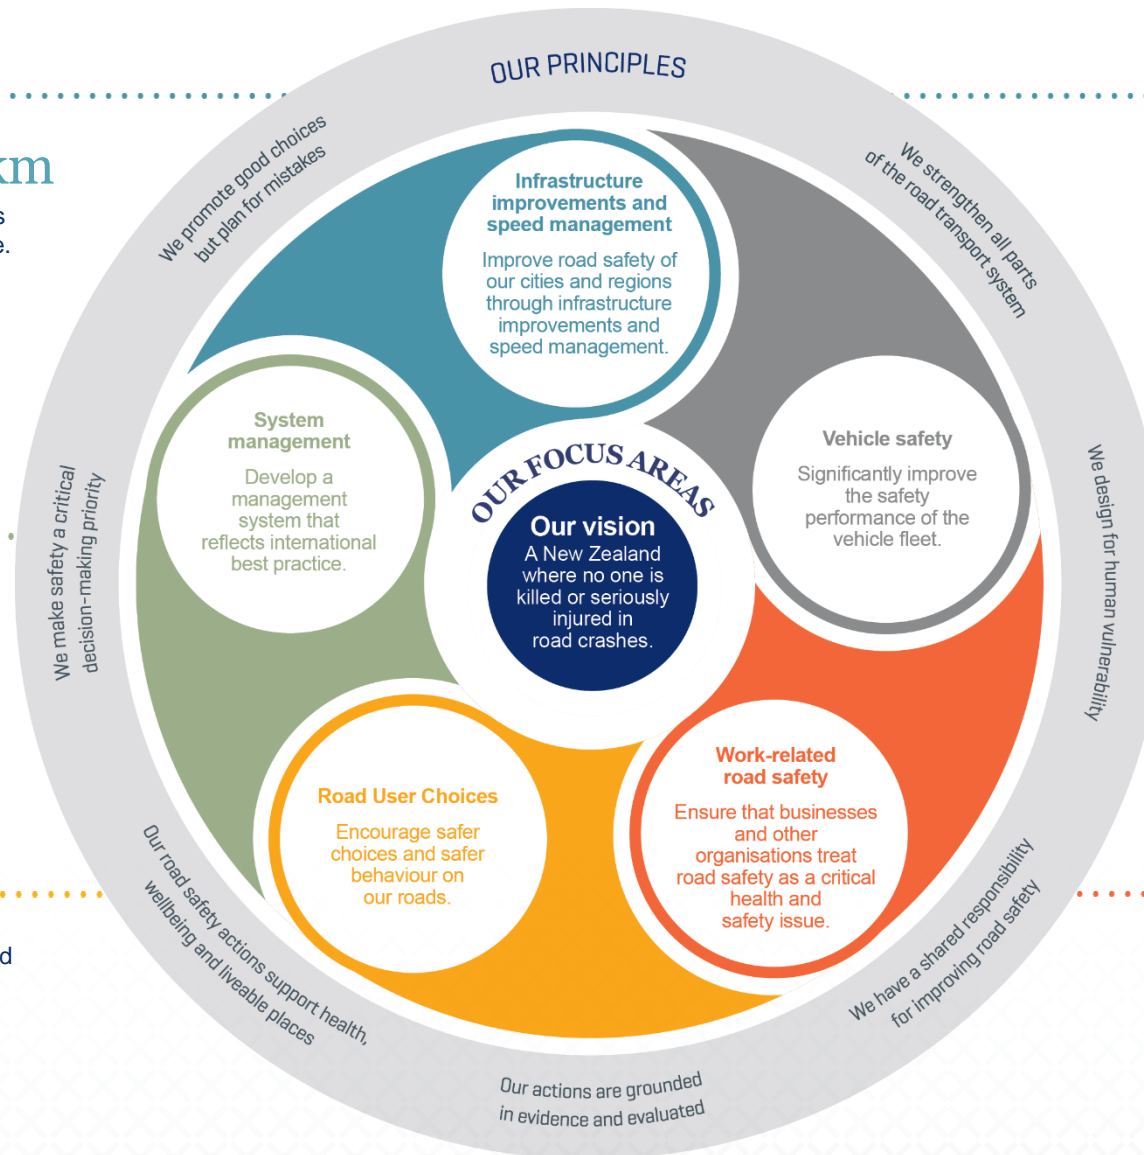 OUR PRINCIPLES
We promote good choices
but plan for mistakes
We strengthen all parts
of the road transport system
We design for human vulnerability
We have a shared responsibility
for improving road safety
Our actions are grounded
in evidence and evaluated
Our road safety actions support health,
wellbeing and liveable places
We make safety a critical
decision-making priority
km
s
e.
d
Infrastructure
improvements and
speed management
Improve road safety of
our cities and regions
through infrastructure
improvements and
speed management.
Vehicle safety
Significantly improve
the safety
performance of the
vehicle fleet.
Work-related
road safety
Ensure that businesses
and other
organisations treat
road safety as a critical
health and
safety issue.
Road User Choices
Encourage safer
choices and safer
behaviour on
our roads.
System
management
Develop a
management
system that
reflects international
best practice.
OUR FOCUS AREAS
Our vision
A New Zealand
where no one is
killed or seriously
injured in
road crashes.